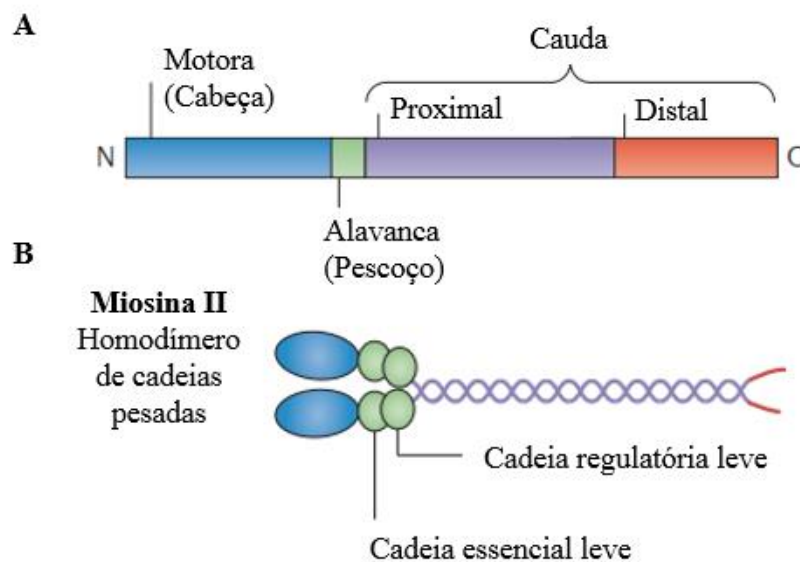 A
Motora
(Cabeça)
Cauda
Proximal
Distal
N
C
Alavanca
(Pescoço)
B
Miosina II
Homodímero
de cadeias
pesadas
Cadeia regulatória leve
Cadeia essencial leve